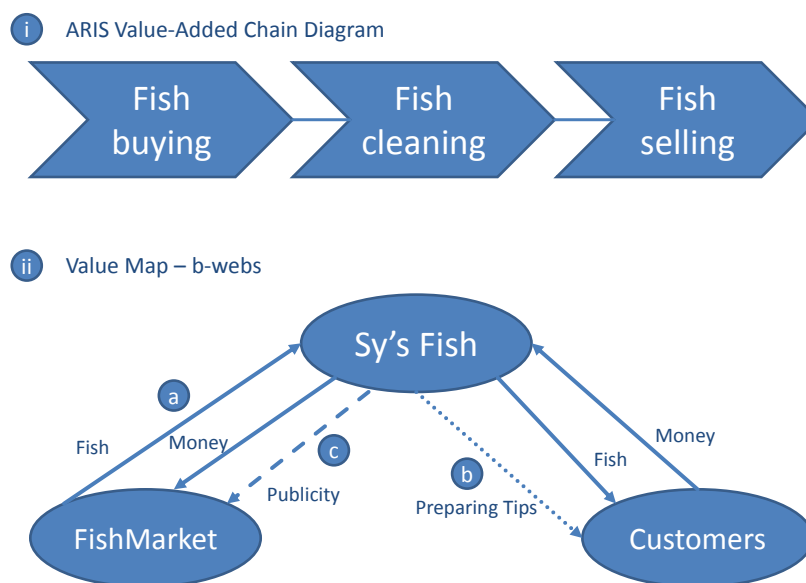 i ARIS Value-Added Chain Diagram
Fish
buying
Fish
cleaning
Fish
selling
ii Value Map – b-webs
Sy's Fish
a
Fish
Money
c
Publicity
b
Preparing Tips
Fish
Money
FishMarket
Customers